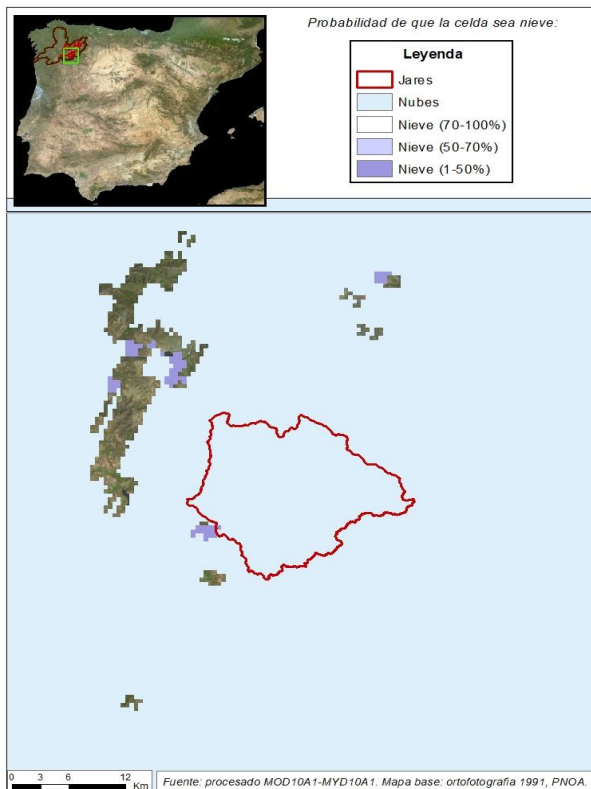 Probabilidad de que la celda sea nieve:
Leyenda
Jares
Nubes
Nieve (70-100%)
Nieve (50-70%)
Nieve (1-50%)
0 3 6 12
Km
Fuente: procesado MOD10A1-MYD10A1. Mapa base: ortofotografía 1991, PNOA.